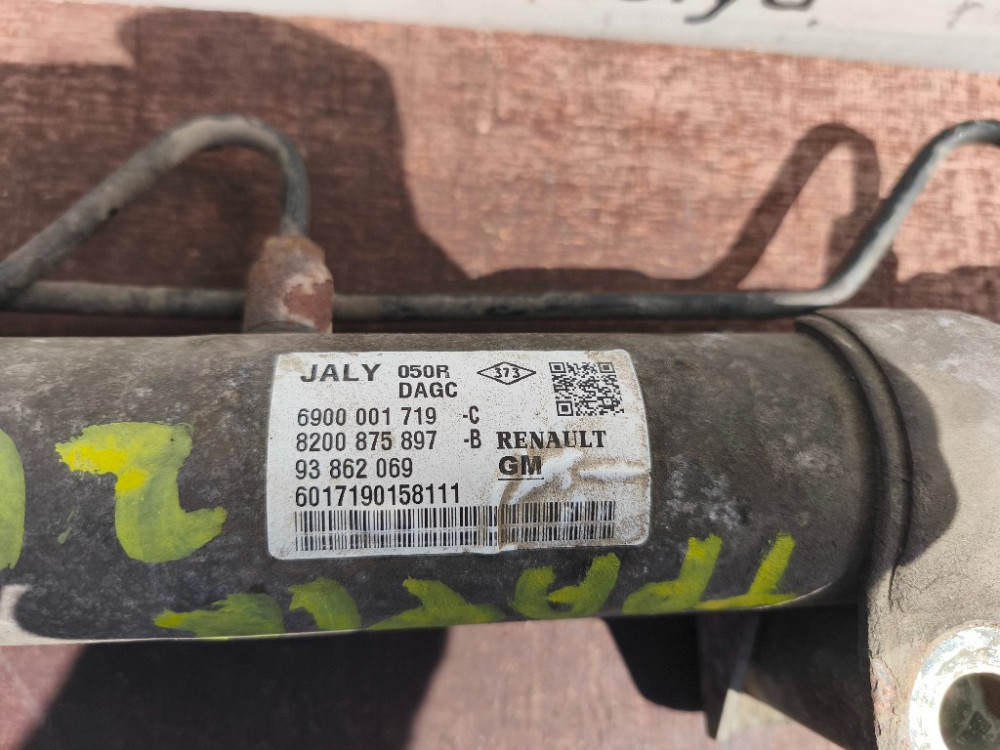 JALY 050R 373
DAGC
6900 001 719 -C
8200 875 897 -B RENAULT
93 862 069 GM
6017190158111